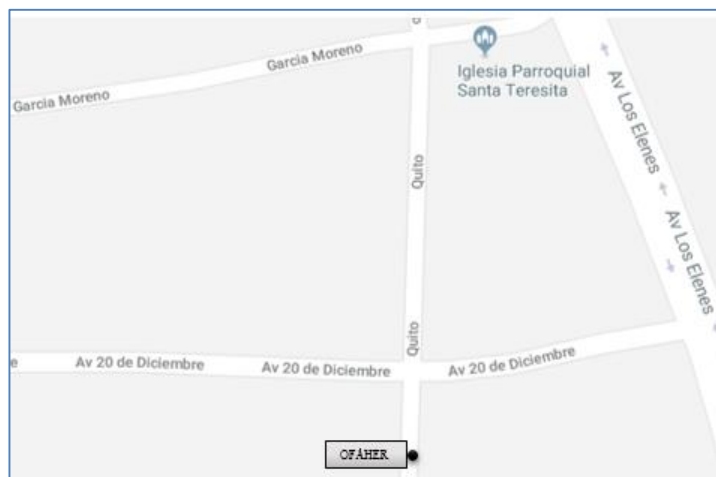 Garcia Moreno
Garcia Moreno
Iglesia Parroquial
Santa Teresita
Av Los Elenes
Quito
Av Los Elenes
Quito
e
Av 20 de Diciembre
Av 20 de Diciembre
Av 20 de Diciembre
OFÁHER